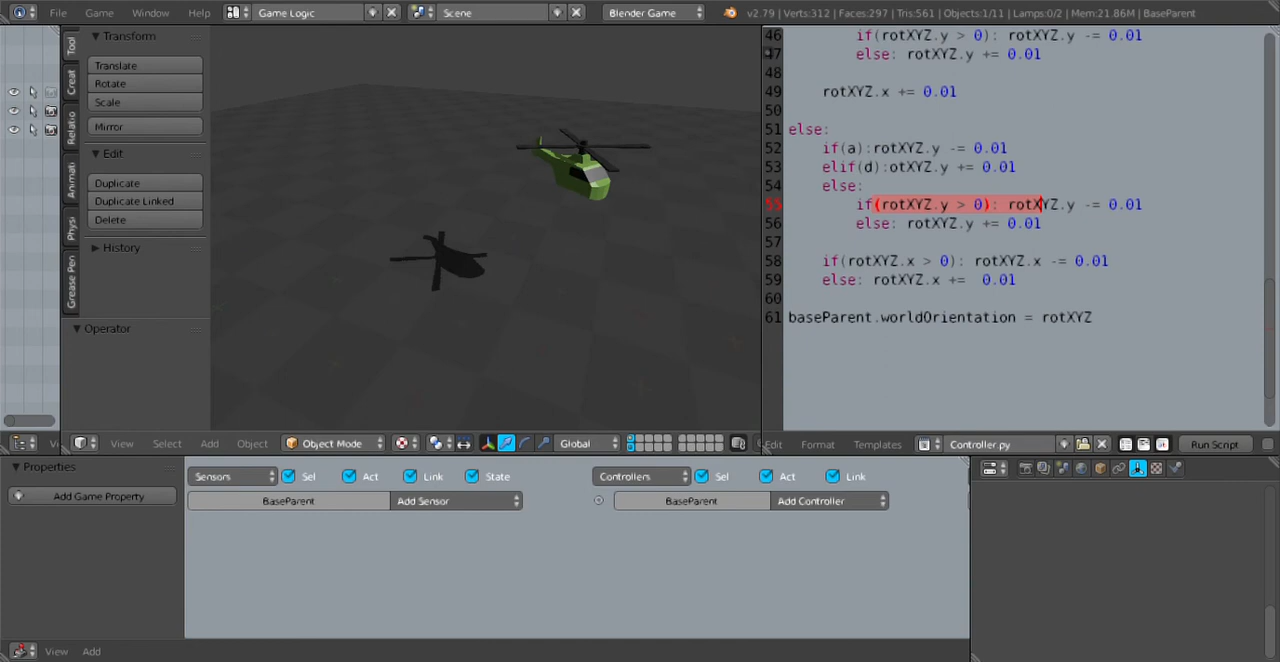 File Game Window Help Game Logic Scene Blender Game v2.79 | Verts:312 | Faces:297 | Tris:561 | Objects:1/11 | Lamps:0/2 | Mem:21.86M | BaseParent
Transform
Translate
Rotate
Scale
Mirror
Edit
Duplicate
Duplicate Linked
Delete
History
Operator
Tool
Creat
Relatio
Animati
Physi
Grease Pen
46 if(rotXYZ.y > 0): rotXYZ.y -= 0.01
47 else: rotXYZ.y += 0.01
48
49 rotXYZ.x += 0.01
50
51 else:
52 if(a):rotXYZ.y -= 0.01
53 elif(d):otXYZ.y += 0.01
54 else:
55 if(rotXYZ.y > 0): rotXYZ.y -= 0.01
56 else: rotXYZ.y += 0.01
57
58 if(rotXYZ.x > 0): rotXYZ.x -= 0.01
59 else: rotXYZ.x += 0.01
60
61 baseParent.worldOrientation = rotXYZ
View Select Add Object Object Mode Global
Edit Format Templates Controller.py Run Script
Properties
Add Game Property
Sensors Sel Act Link State
BaseParent Add Sensor
Controllers Sel Act Link
BaseParent Add Controller
View Add